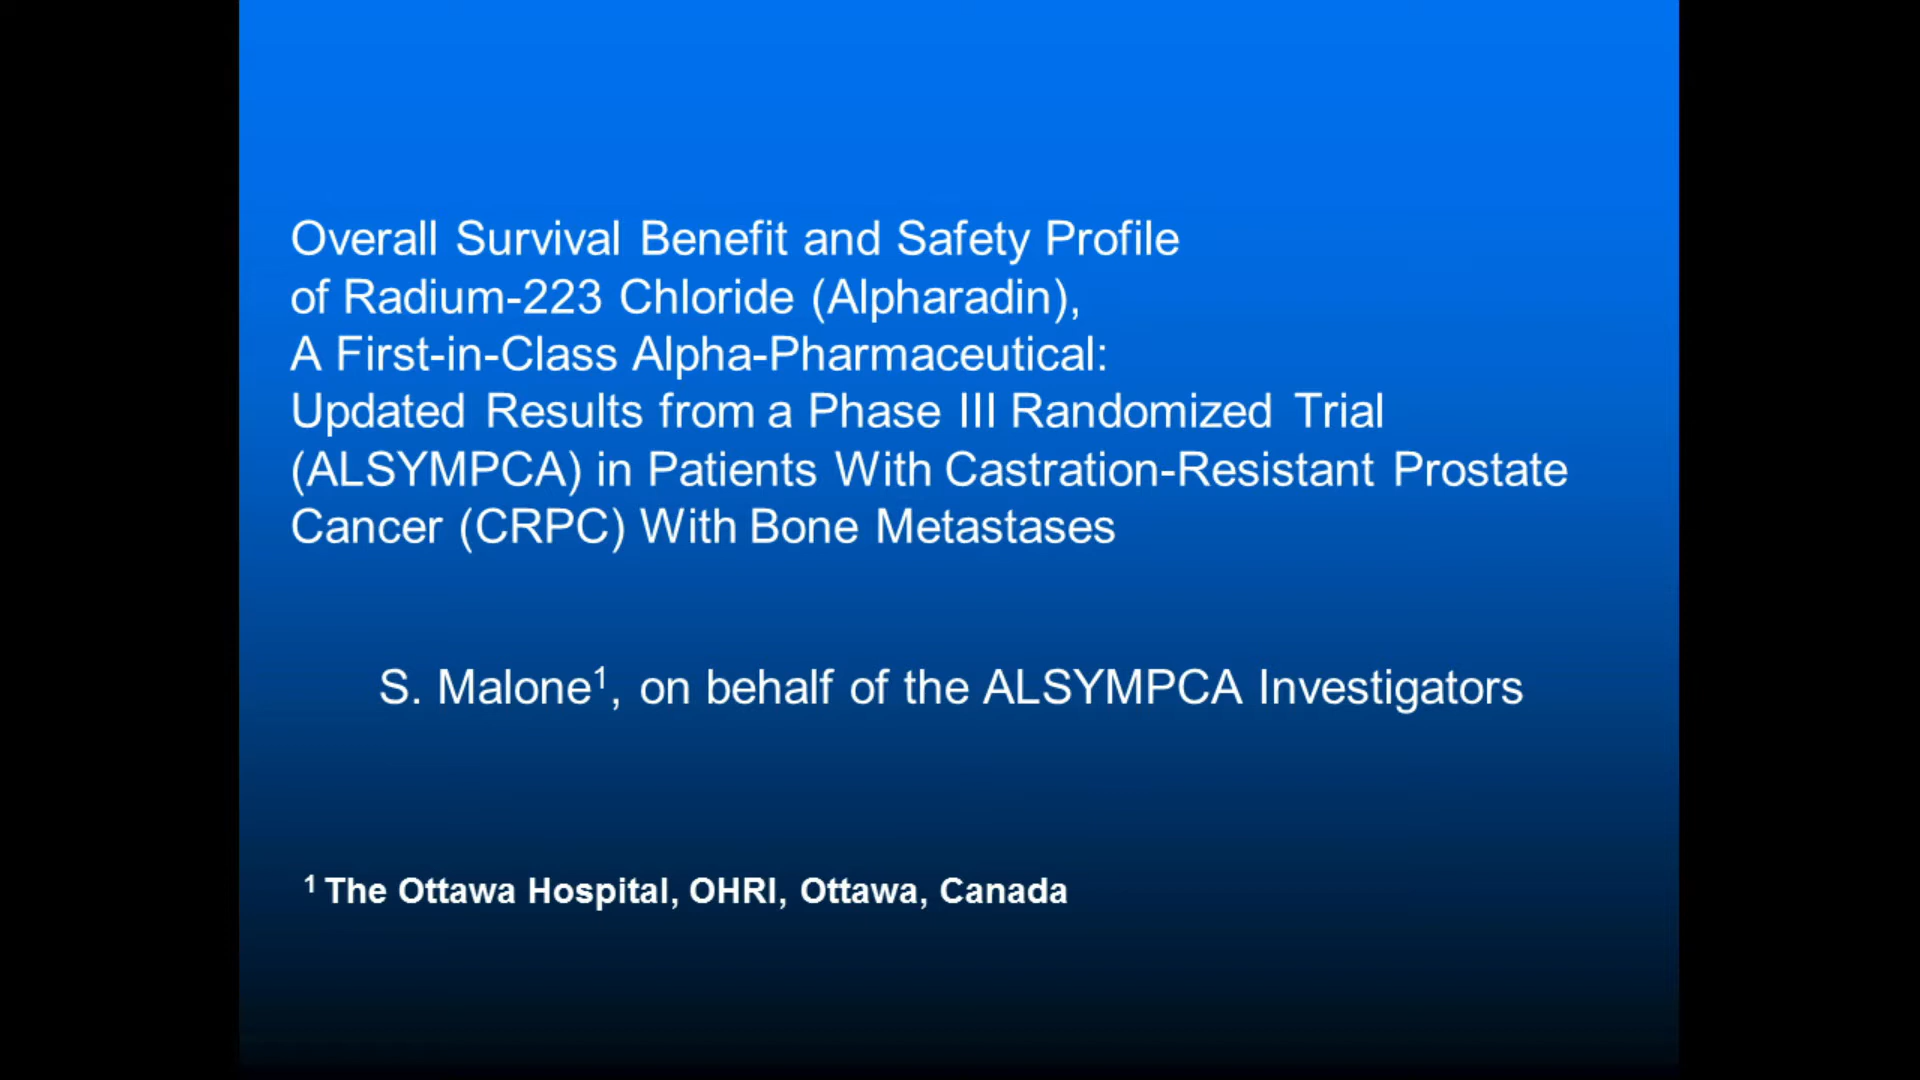 Overall Survival Benefit and Safety Profile
of Radium-223 Chloride (Alpharadin),
A First-in-Class Alpha-Pharmaceutical:
Updated Results from a Phase III Randomized Trial
(ALSYMPCA) in Patients With Castration-Resistant Prostate
Cancer (CRPC) With Bone Metastases
S. Malone¹, on behalf of the ALSYMPCA Investigators
¹ The Ottawa Hospital, OHRI, Ottawa, Canada